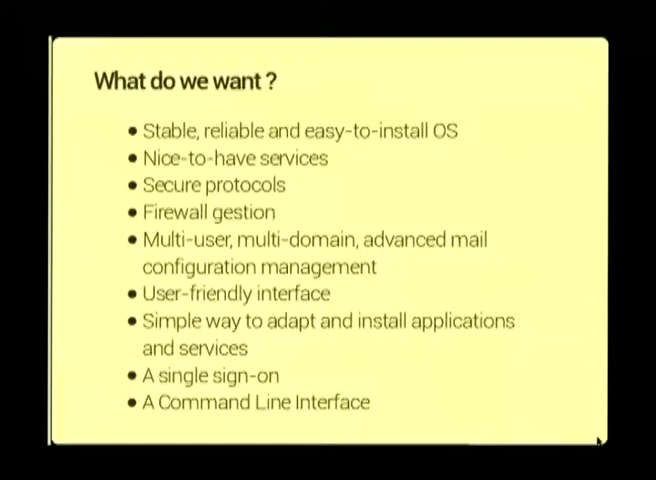 What do we want ?
• Stable, reliable and easy-to-install OS
• Nice-to-have services
• Secure protocols
• Firewall gestion
• Multi-user, multi-domain, advanced mail
configuration management
• User-friendly interface
• Simple way to adapt and install applications
and services
• A single sign-on
• A Command Line Interface